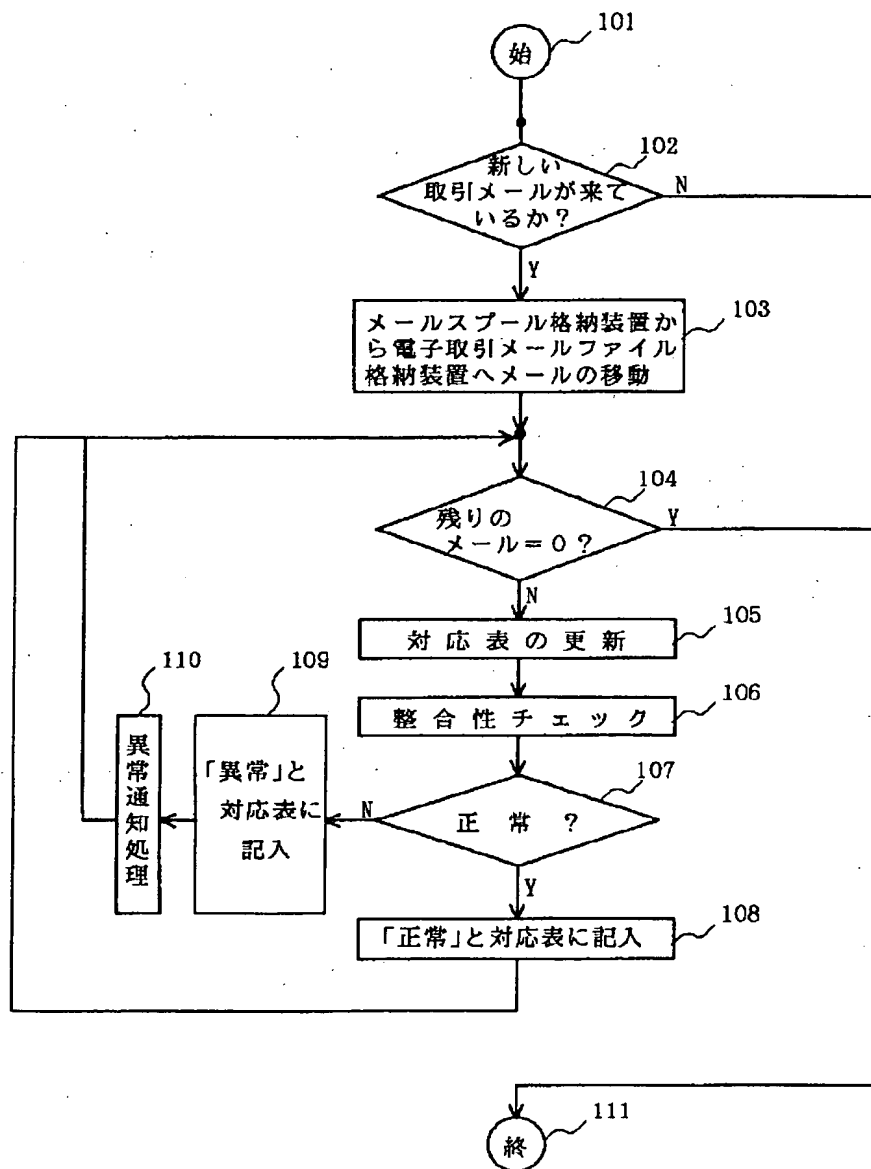 101
始
102
新しい
取引メールが来て
いるか?
N
Y
103
メールスプール格納装置か
ら電子取引メールファイル
格納装置へメールの移動
104
残りの
メール=0?
Y
N
105
対応表の更新
106
整合性チェック
107
正常?
N
Y
109
「異常」と
対応表に
記入
110
異常通知処理
108
「正常」と対応表に記入
111
終